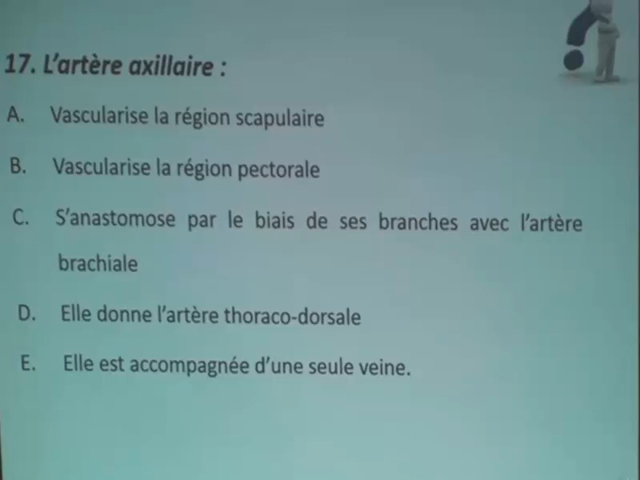 17. L'artère axillaire :
A. Vascularise la région scapulaire
B. Vascularise la région pectorale
C. S'anastomose par le biais de ses branches avec l'artère
brachiale
D. Elle donne l'artère thoraco-dorsale
E. Elle est accompagnée d'une seule veine.